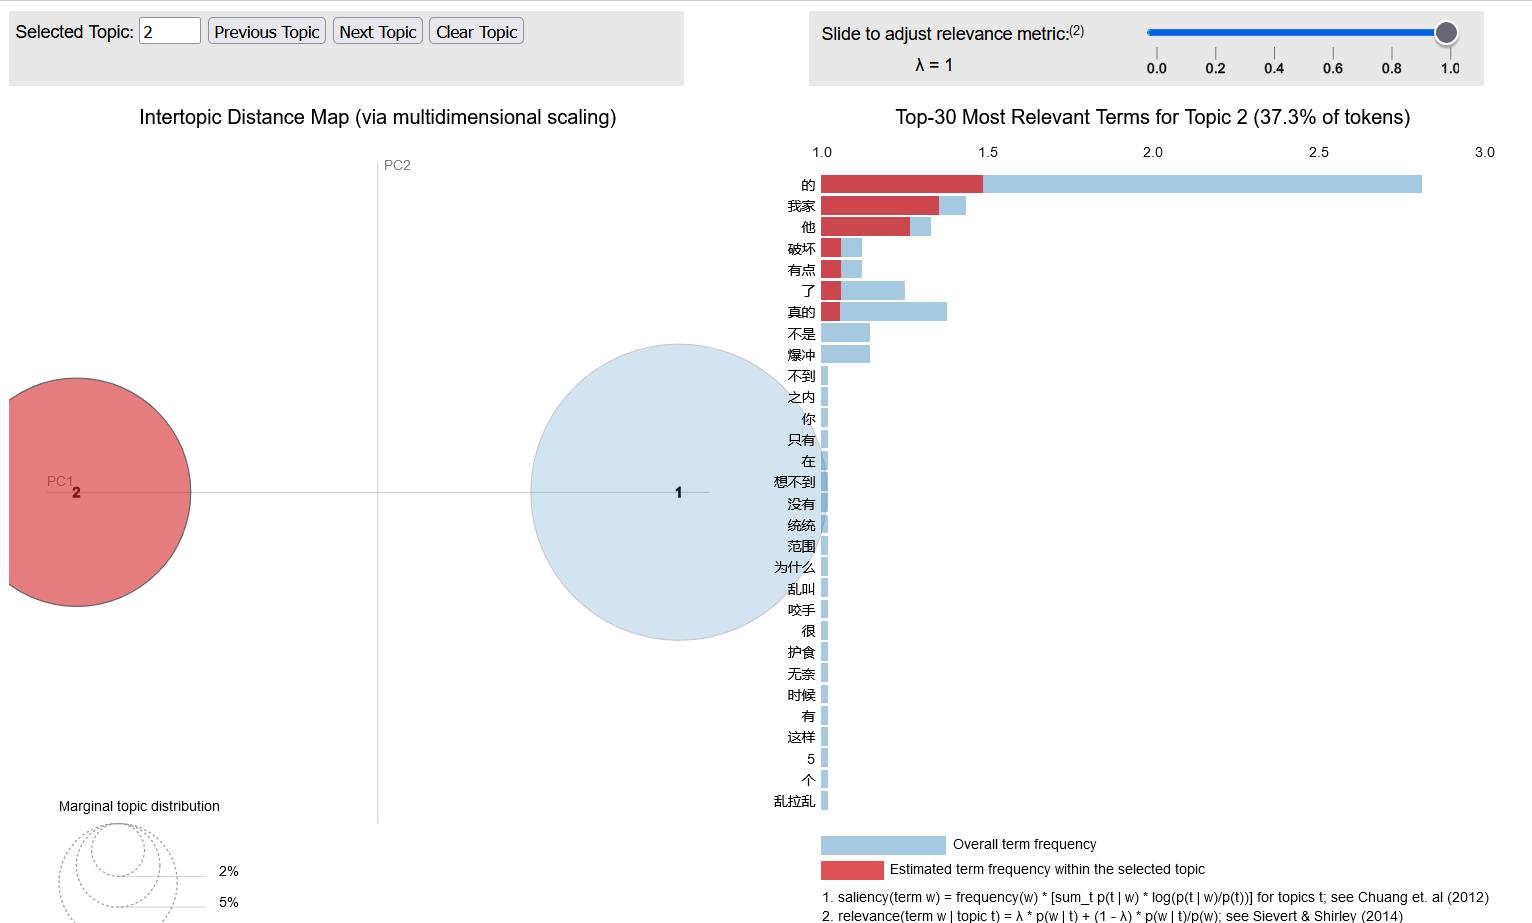 Selected Topic: 2 Previous Topic Next Topic Clear Topic
Slide to adjust relevance metric:(2)
λ = 1
0.0 0.2 0.4 0.6 0.8 1.0
Intertopic Distance Map (via multidimensional scaling)
PC2
PC1
2
1
Marginal topic distribution
2%
5%
Top-30 Most Relevant Terms for Topic 2 (37.3% of tokens)
1.0 1.5 2.0 2.5 3.0
的
我家
他
破坏
有点
了
真的
不是
爆冲
不到
之内
你
只有
在
想不到
没有
统统
范围
为什么
乱叫
咬手
很
护食
无奈
时候
有
这样
5
个
乱拉乱
Overall term frequency
Estimated term frequency within the selected topic
1. saliency(term w) = frequency(w) * [sum_t p(t | w) * log(p(t | w)/p(t))] for topics t; see Chuang et. al (2012)
2. relevance(term w | topic t) = λ * p(w | t) + (1 - λ) * p(w | t)/p(w); see Sievert & Shirley (2014)